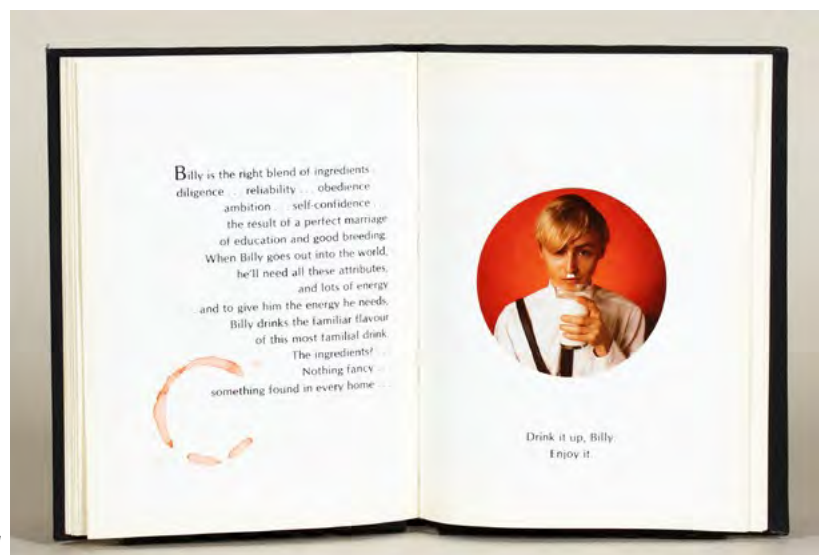 Billy is the right blend of ingredients
diligence . . . reliability . . . obedience
ambition . . . self-confidence . . .
the result of a perfect marriage
of education and good breeding.
When Billy goes out into the world,
he'll need all these attributes,
and lots of energy
. . . and to give him the energy he needs,
Billy drinks the familiar flavour
of this most familial drink.
The ingredients? . . .
Nothing fancy . . .
something found in every home . . .
Drink it up, Billy.
Enjoy it.